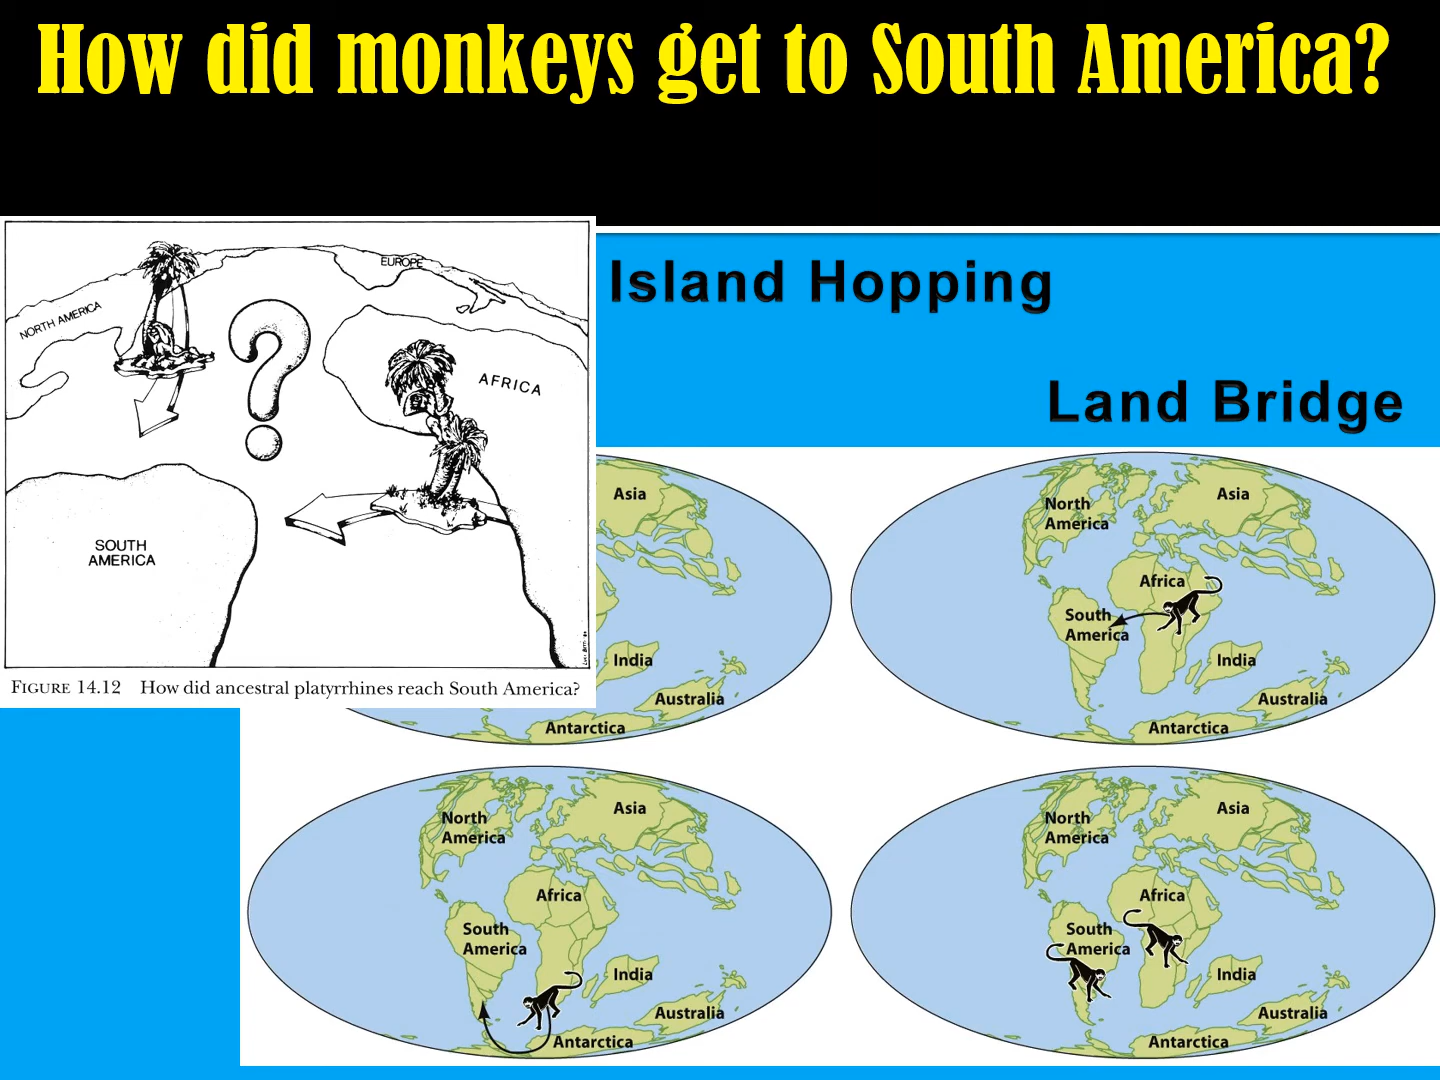 How did monkeys get to South America?
Island Hopping
Land Bridge
NORTH AMERICA
EUROPE
AFRICA
SOUTH
AMERICA
FIGURE 14.12 How did ancestral platyrrhines reach South America?
Asia
India
Australia
Antarctica
North
America
Asia
Africa
South
America
India
Australia
Antarctica
North
America
Asia
Africa
South
America
India
Australia
Antarctica
North
America
Asia
Africa
South
America
India
Australia
Antarctica